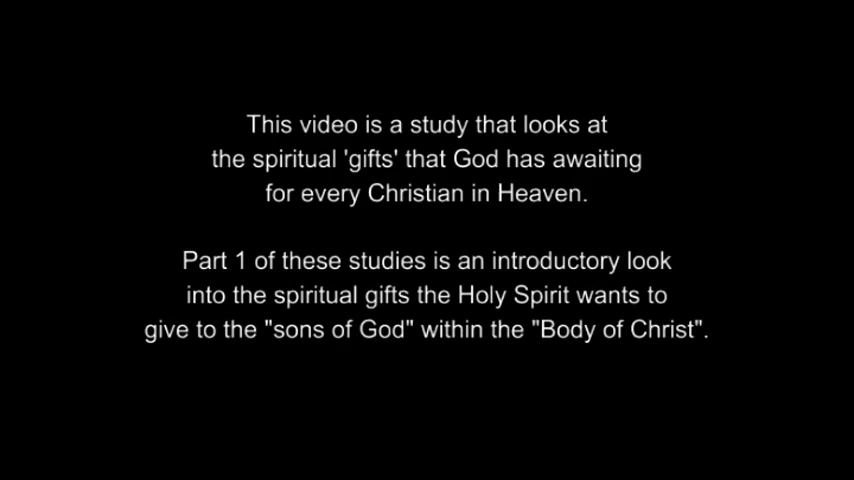 This video is a study that looks at
the spiritual 'gifts' that God has awaiting
for every Christian in Heaven.
Part 1 of these studies is an introductory look
into the spiritual gifts the Holy Spirit wants to
give to the "sons of God" within the "Body of Christ".